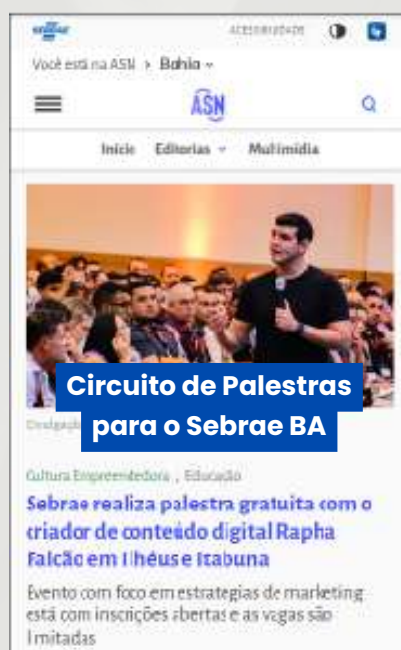 SEBRAE
ACESSIBILIDADE
Você está na ASN > Bahia
ASN
Início Editorias Multimídia
Circuito de Palestras
para o Sebrae BA
Divulgação
Cultura Empreendedora , Educação
Sebrae realiza palestra gratuita com o
criador de conteúdo digital Rapha
Falcão em Ilhéus e Itabuna
Evento com foco em estratégias de marketing
está com inscrições abertas e as vagas são
limitadas